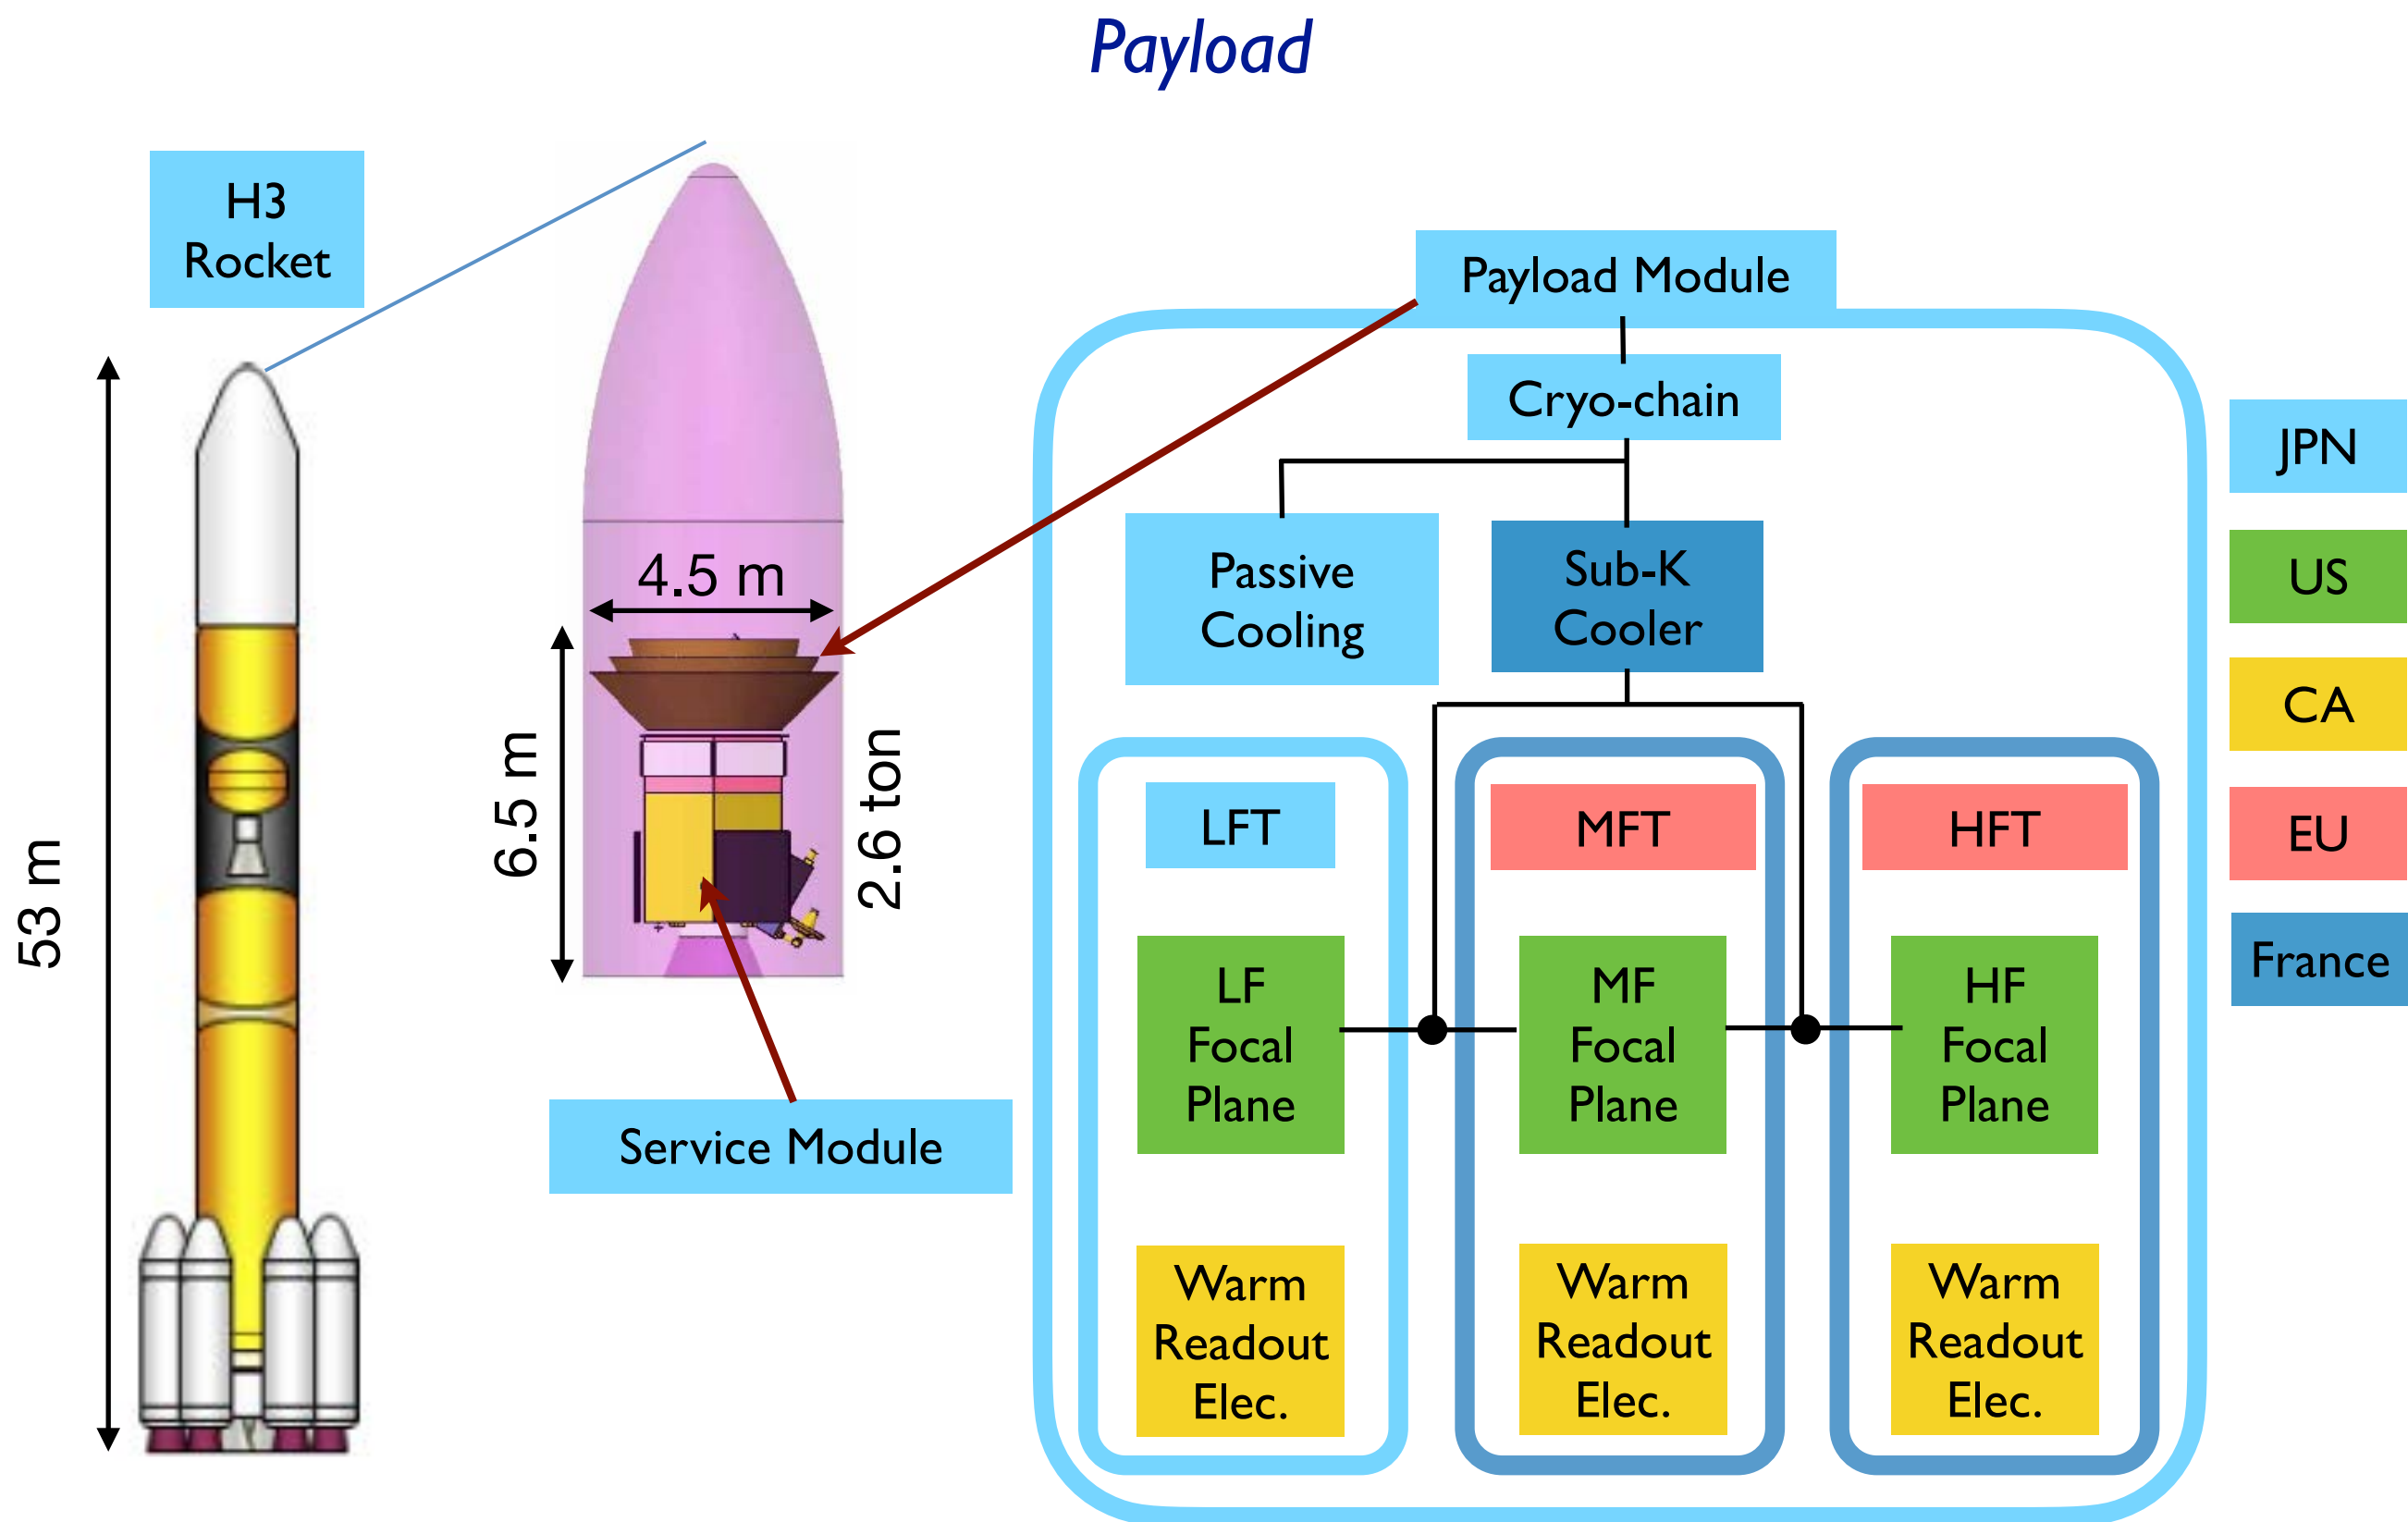 Payload
H3
Rocket
53 m
4.5 m
6.5 m
2.6 ton
Service Module
Payload Module
Cryo-chain
Passive
Cooling
Sub-K
Cooler
LFT
LF
Focal
Plane
Warm
Readout
Elec.
MFT
MF
Focal
Plane
Warm
Readout
Elec.
HFT
HF
Focal
Plane
Warm
Readout
Elec.
JPN
US
CA
EU
France